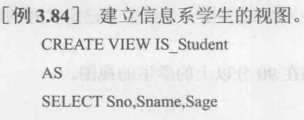 [例 3.84] 建立信息系学生的视图。
CREATE VIEW IS_Student
AS
SELECT Sno,Sname,Sage